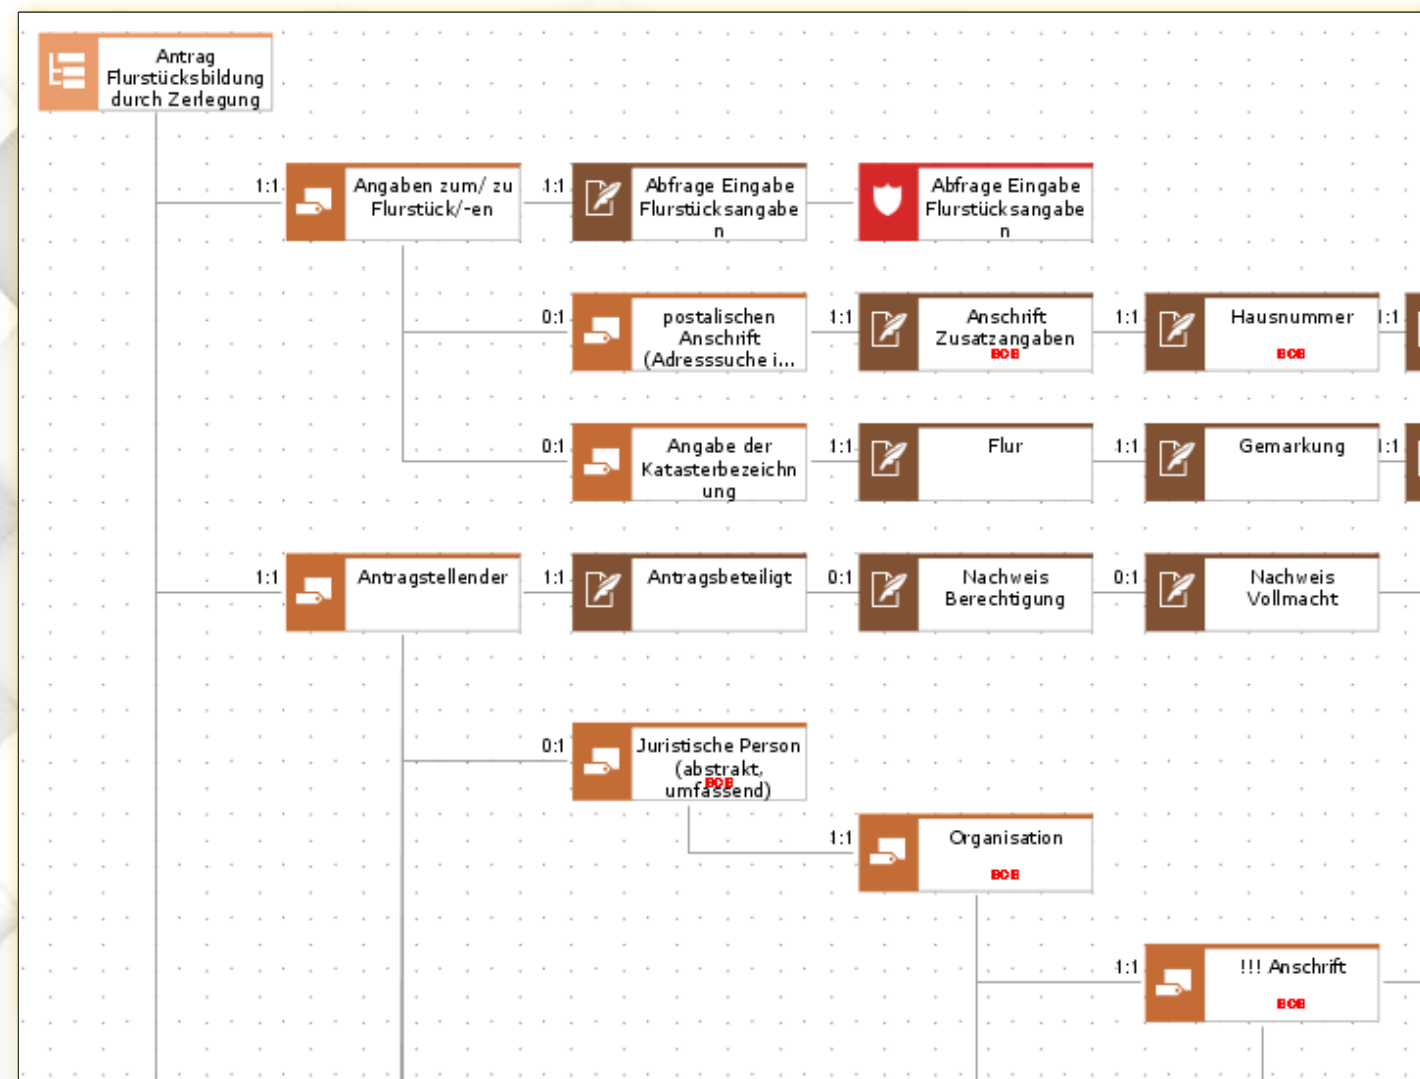 Antrag
Flurstücksbildung
durch Zerlegung
1:1
Angaben zum/ zu
Flurstück/-en
1:1
Abfrage Eingabe
Flurstücksangabe
n
Abfrage Eingabe
Flurstücksangabe
n
0:1
postalischen
Anschrift
(Adresssuche i...
1:1
Anschrift
Zusatzangaben
BOB
1:1
Hausnummer
BOB
1:1
0:1
Angabe der
Katasterbezeichn
ung
1:1
Flur
1:1
Gemarkung
1:1
1:1
Antragstellender
1:1
Antragsbeteiligt
0:1
Nachweis
Berechtigung
0:1
Nachweis
Vollmacht
0:1
Juristische Person
(abstrakt,
umfassend)
BOB
1:1
Organisation
BOB
1:1
!!! Anschrift
BOB